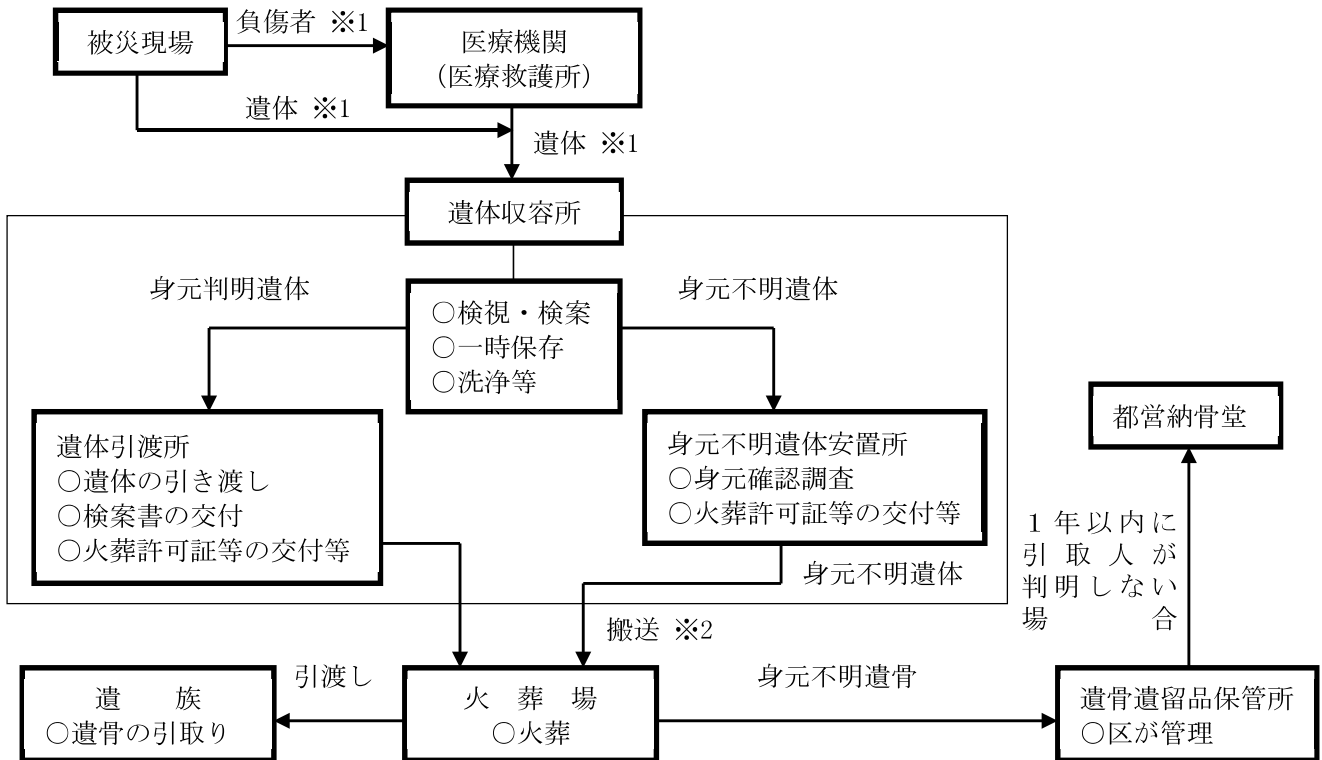 被災現場
負傷者 ※1
医療機関
（医療救護所）
遺体 ※1
遺体 ※1
遺体収容所
身元判明遺体
身元不明遺体
○検視・検案
○一時保存
○洗浄等
遺体引渡所
○遺体の引き渡し
○検案書の交付
○火葬許可証等の交付等
身元不明遺体安置所
○身元確認調査
○火葬許可証等の交付等
都営納骨堂
1年以内に
引取人が
判明しない
場合
身元不明遺体
搬送 ※2
遺族
○遺骨の引取り
引渡し
火葬場
○火葬
身元不明遺骨
遺骨遺留品保管所
○区が管理